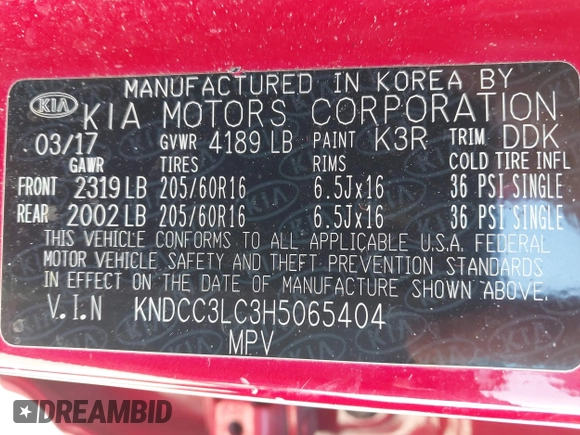 MANUFACTURED IN KOREA BY
KIA KIA MOTORS CORPORATION
03/17 GVWR 4189 LB PAINT K3R TRIM DDK
GAWR TIRES RIMS COLD TIRE INFL
FRONT 2319 LB 205/60R16 6.5Jx16 36 PSI SINGLE
REAR 2002 LB 205/60R16 6.5Jx16 36 PSI SINGLE
THIS VEHICLE CONFORMS TO ALL APPLICABLE U.S.A. FEDERAL
MOTOR VEHICLE SAFETY AND THEFT PREVENTION STANDARDS
IN EFFECT ON THE DATE OF MANUFACTURE SHOWN ABOVE
V.I.N KNDCC3LC3H5065404
MPV
DREAMBID